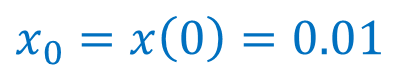 x₀ = x(0) = 0.01